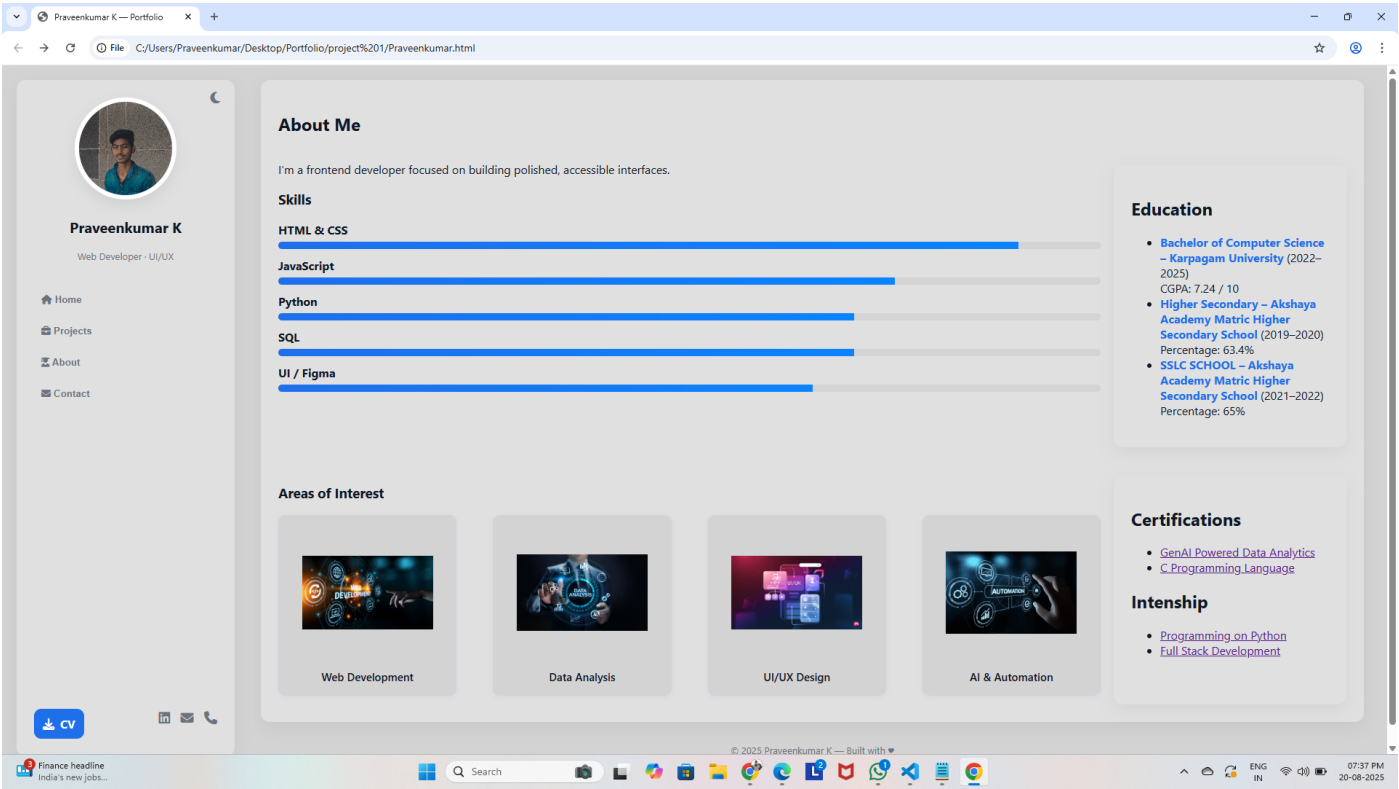 Praveenkumar K — Portfolio
File
C:/Users/Praveenkumar/Desktop/Portfolio/project%201/Praveenkumar.html
Praveenkumar K
Web Developer · UI/UX
Home
Projects
About
Contact
CV
About Me
I'm a frontend developer focused on building polished, accessible interfaces.
Skills
HTML & CSS
JavaScript
Python
SQL
UI / Figma
Areas of Interest
DEVELOPMENT
Web Development
DATA
ANALYSIS
Data Analysis
UI/UX
UI/UX Design
AUTOMATION
AI & Automation
Education
Bachelor of Computer Science
– Karpagam University (2022–
2025)
CGPA: 7.24 / 10
Higher Secondary – Akshaya
Academy Matric Higher
Secondary School (2019–2020)
Percentage: 63.4%
SSLC SCHOOL – Akshaya
Academy Matric Higher
Secondary School (2021–2022)
Percentage: 65%
Certifications
GenAI Powered Data Analytics
C Programming Language
Intenship
Programming on Python
Full Stack Development
© 2025 Praveenkumar K — Built with ♥
3
Finance headline
India's new jobs...
Search
L
2
1
ENG
IN
07:37 PM
20-08-2025